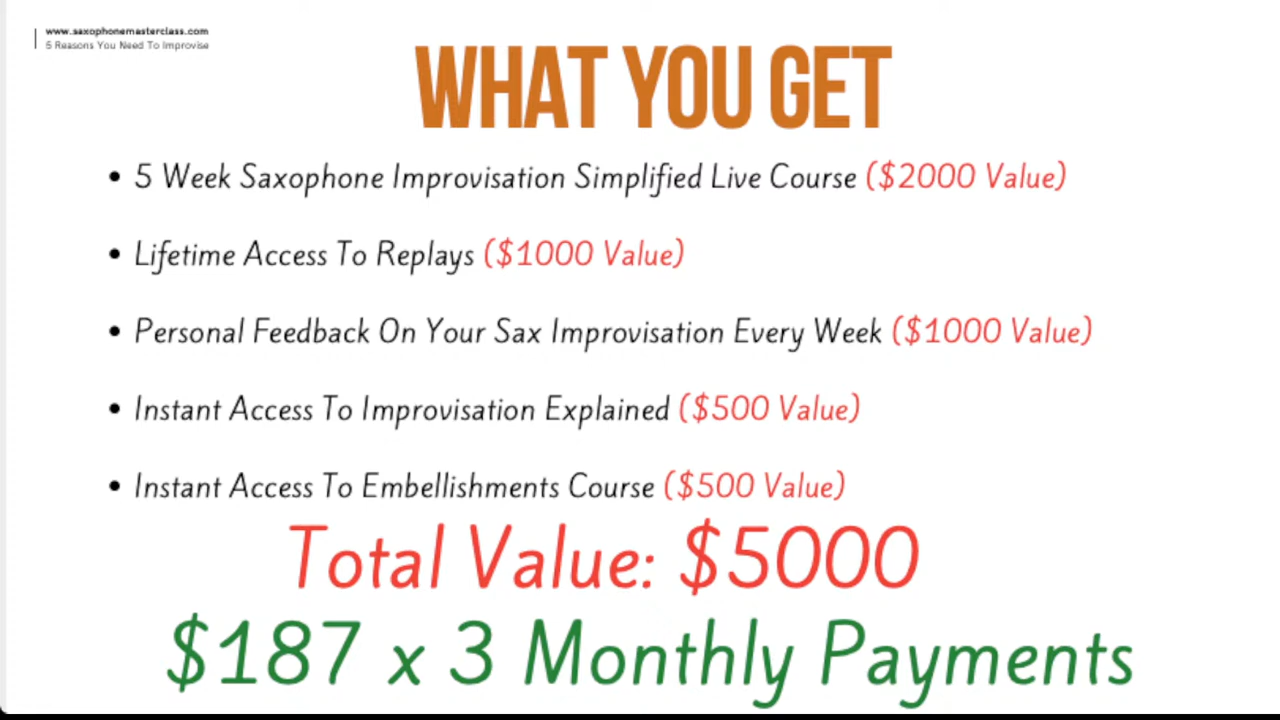 www.saxophonemasterclass.com
5 Reasons You Need To Improvise
WHAT YOU GET
• 5 Week Saxophone Improvisation Simplified Live Course ($2000 Value)
• Lifetime Access To Replays ($1000 Value)
• Personal Feedback On Your Sax Improvisation Every Week ($1000 Value)
• Instant Access To Improvisation Explained ($500 Value)
• Instant Access To Embellishments Course ($500 Value)
Total Value: $5000
$187 x 3 Monthly Payments